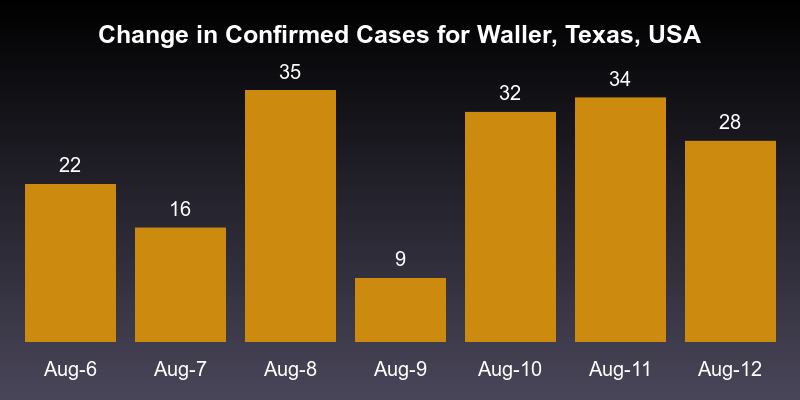 Change in Confirmed Cases for Waller, Texas, USA
22
16
35
9
32
34
28
Aug-6
Aug-7
Aug-8
Aug-9
Aug-10
Aug-11
Aug-12